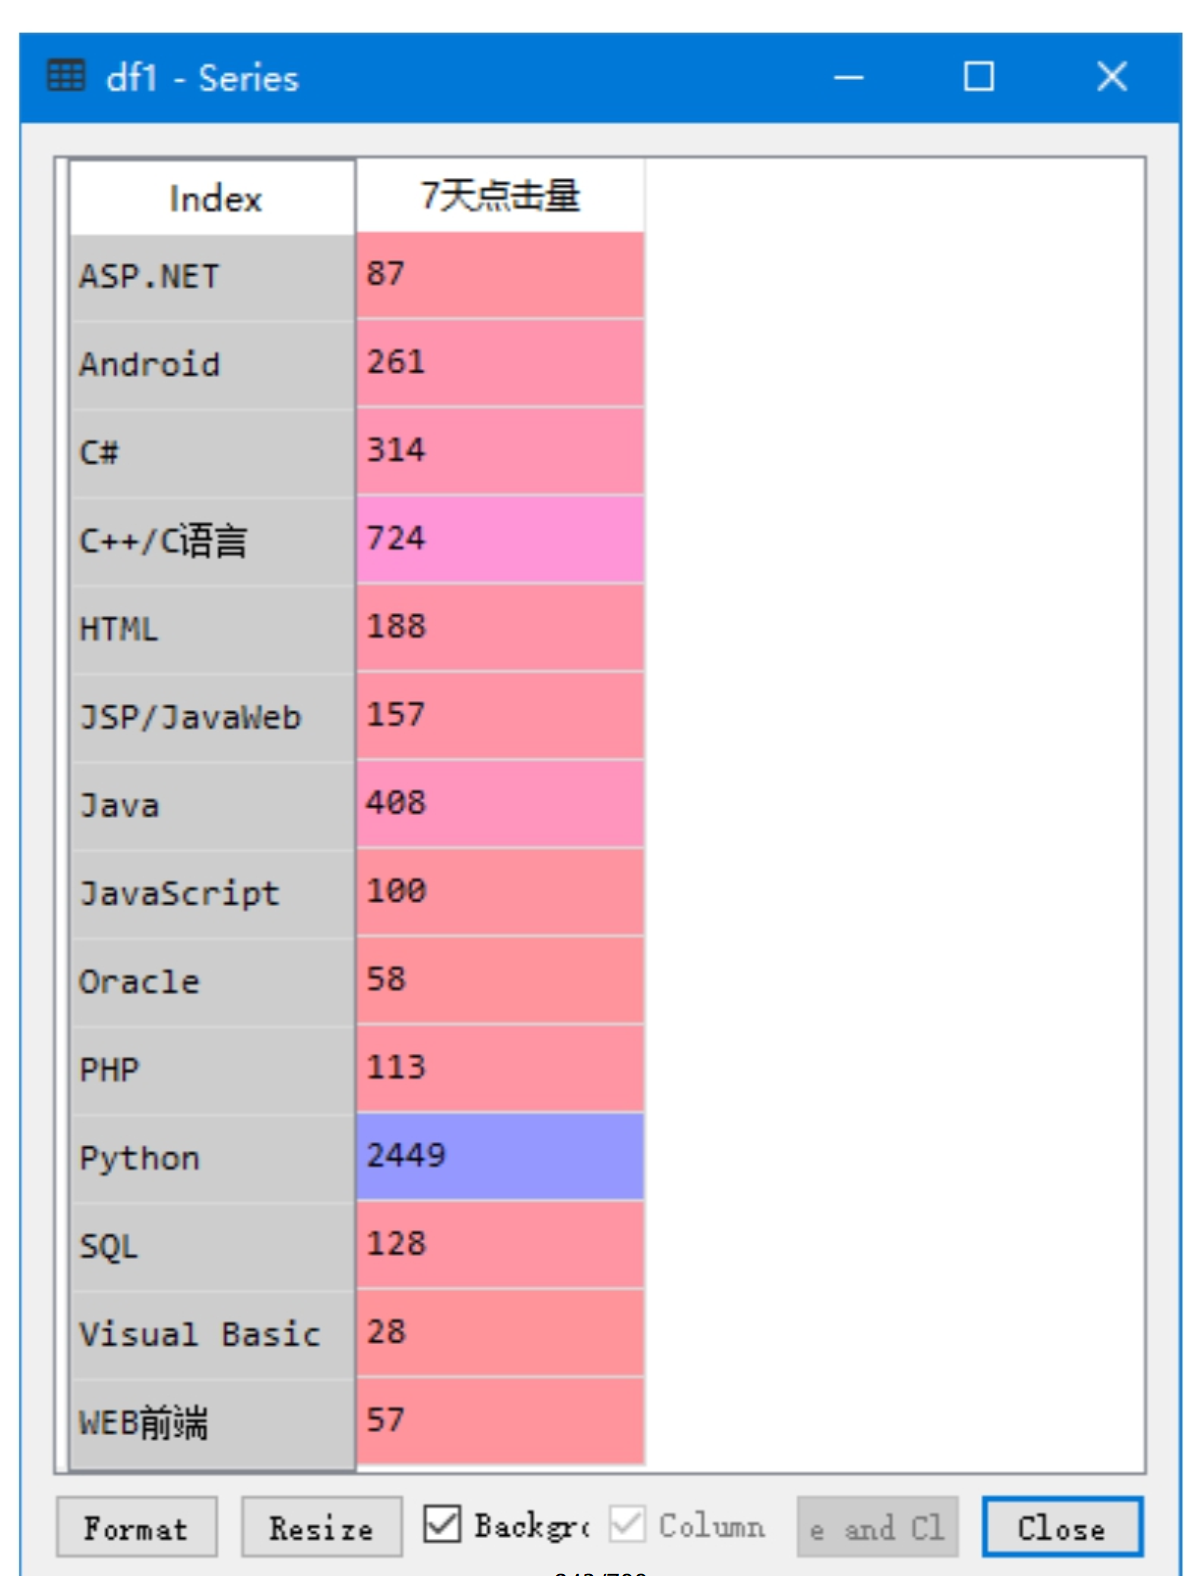 df1 - Series
Index 7天点击量
ASP.NET 87
Android 261
C# 314
C++/C语言 724
HTML 188
JSP/JavaWeb 157
Java 408
JavaScript 100
Oracle 58
PHP 113
Python 2449
SQL 128
Visual Basic 28
WEB前端 57
Format Resize Backgr Column e and Cl Close